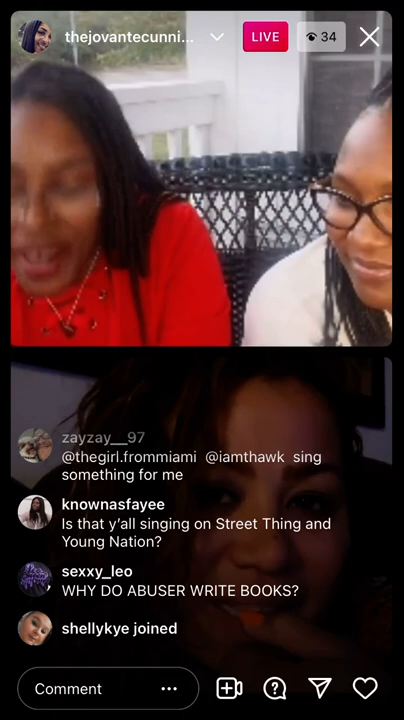 thejovantecunni...
LIVE
34
zayzay__97
@thegirl.frommiami @iamthawk sing
something for me
knownasfayee
Is that y'all singing on Street Thing and
Young Nation?
sexxy_leo
WHY DO ABUSER WRITE BOOKS?
shellykye joined
Comment